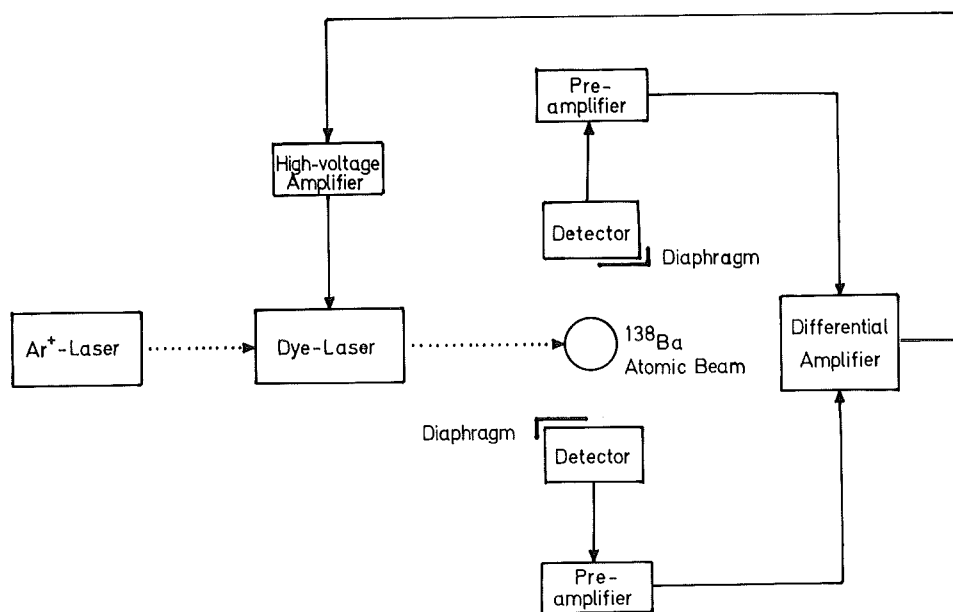 Pre-
amplifier
High-voltage
Amplifier
Detector
Diaphragm
Ar⁺-Laser
Dye-Laser
¹³⁸Ba
Atomic Beam
Differential
Amplifier
Diaphragm
Detector
Pre-
amplifier